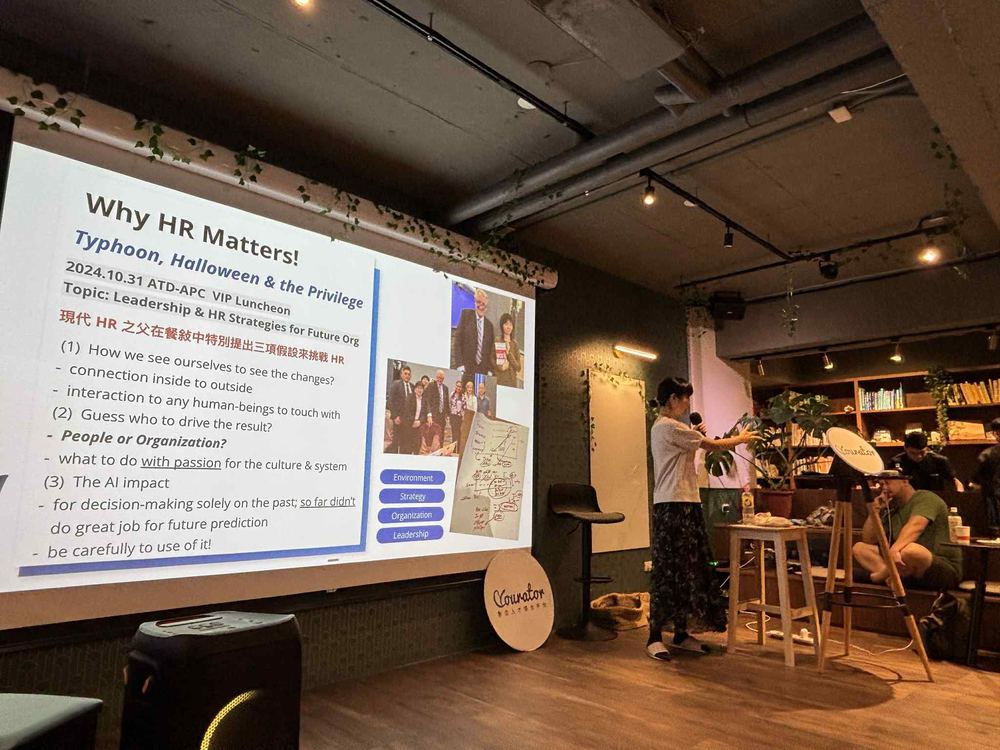 Why HR Matters!
Typhoon, Halloween & the Privilege
2024.10.31 ATD-APC VIP Luncheon
Topic: Leadership & HR Strategies for Future Org
現代 HR 之父在餐敍中特別提出三項假設來挑戰 HR
(1) How we see ourselves to see the changes?
- connection inside to outside
- interaction to any human-beings to touch with
(2) Guess who to drive the result?
- People or Organization?
- what to do with passion for the culture & system
(3) The AI impact
- for decision-making solely on the past; so far didn't
do great job for future prediction
- be carefully to use of it!
Environment
Strategy
Organization
Leadership
Yourator
Yourator